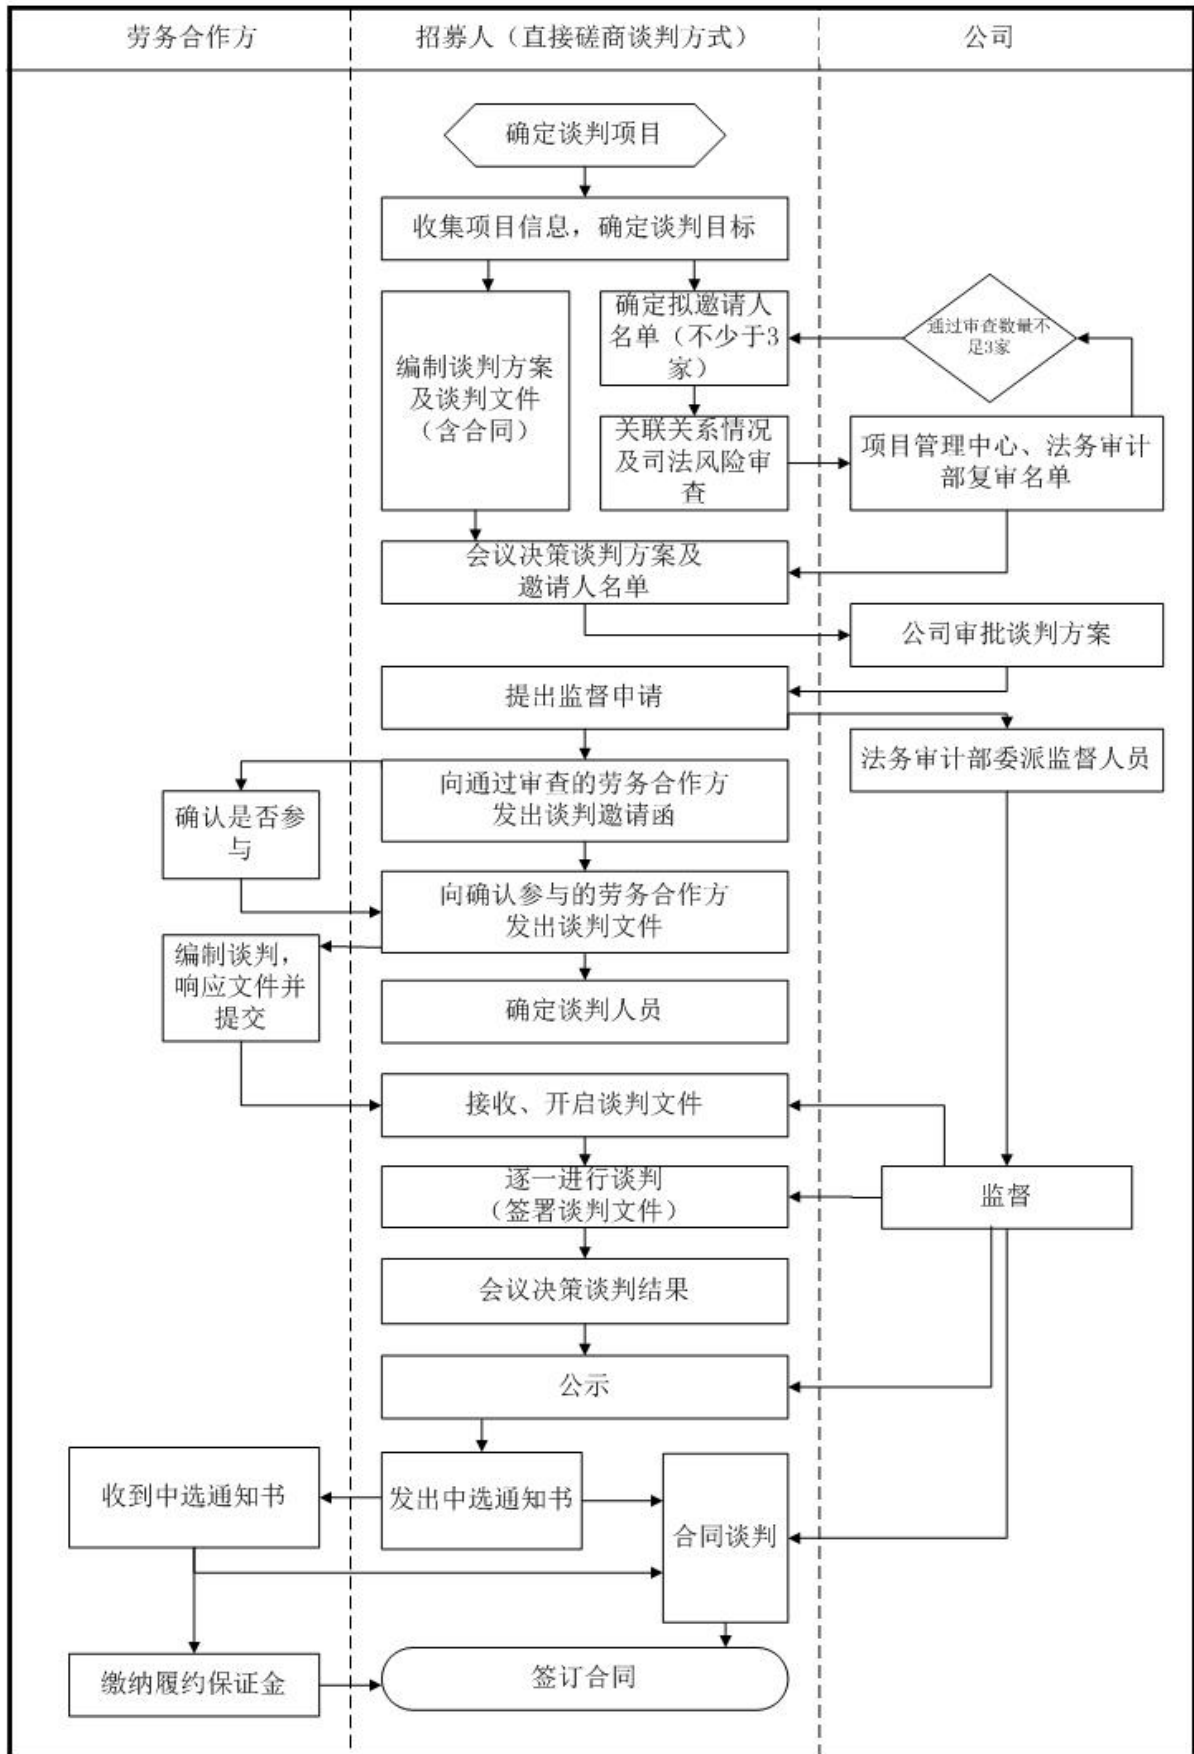 劳务合作方
招募人（直接磋商谈判方式）
公司
确定谈判项目
收集项目信息，确定谈判目标
编制谈判方案
及谈判文件
（含合同）
确定拟邀请人
名单（不少于3
家）
通过审查数量不
足3家
关联关系情况
及司法风险审
查
项目管理中心、法务审计
部复审名单
会议决策谈判方案及
邀请人名单
公司审批谈判方案
提出监督申请
法务审计部委派监督人员
向通过审查的劳务合作方
发出谈判邀请函
确认是否参
与
向确认参与的劳务合作方
发出谈判文件
编制谈判，
响应文件并
提交
确定谈判人员
接收、开启谈判文件
逐一进行谈判
（签署谈判文件）
监督
会议决策谈判结果
公示
收到中选通知书
发出中选通知书
合同谈判
缴纳履约保证金
签订合同